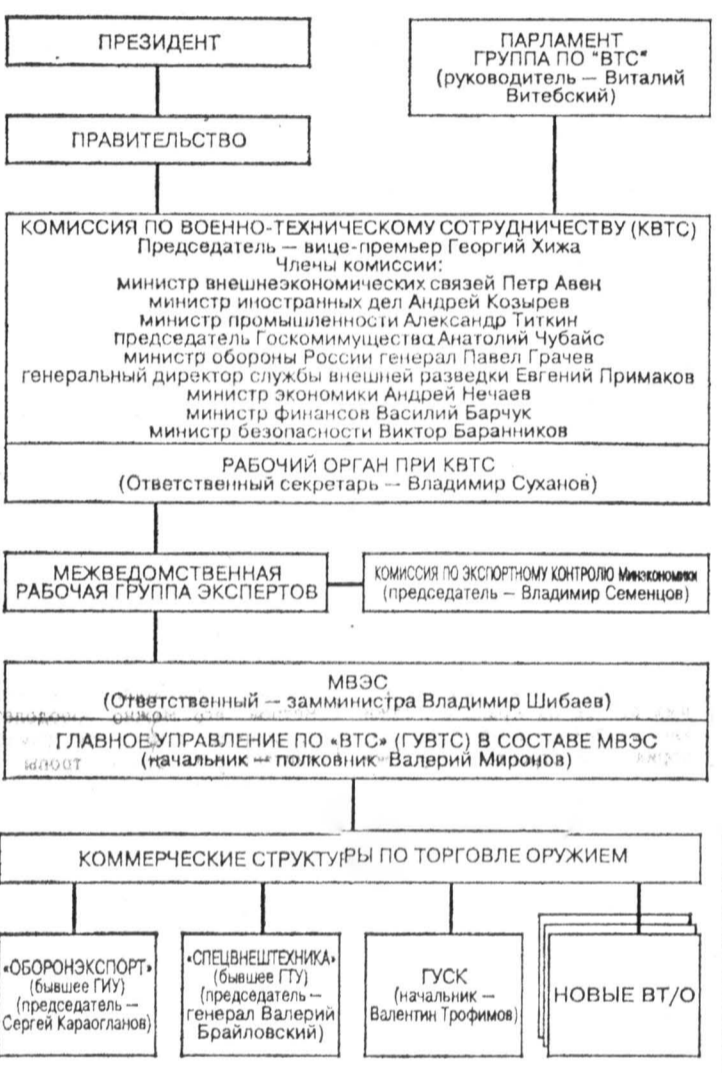 ПРЕЗИДЕНТ
ПАРЛАМЕНТ
ГРУППА ПО "ВТС"
(руководитель — Виталий
Витебский)
ПРАВИТЕЛЬСТВО
КОМИССИЯ ПО ВОЕННО-ТЕХНИЧЕСКОМУ СОТРУДНИЧЕСТВУ (КВТС)
Председатель — вице-премьер Георгий Хижа
Члены комиссии:
министр внешнеэкономических связей Петр Авен
министр иностранных дел Андрей Козырев
министр промышленности Александр Титкин
председатель Госкомимущества Анатолий Чубайс
министр обороны России генерал Павел Грачев
генеральный директор службы внешней разведки Евгений Примаков
министр экономики Андрей Нечаев
министр финансов Василий Барчук
министр безопасности Виктор Баранников
РАБОЧИЙ ОРГАН ПРИ КВТС
(Ответственный секретарь — Владимир Суханов)
МЕЖВЕДОМСТВЕННАЯ
РАБОЧАЯ ГРУППА ЭКСПЕРТОВ
КОМИССИЯ ПО ЭКСПОРТНОМУ КОНТРОЛЮ Минэкономики
(председатель — Владимир Семенцов)
МВЭС
(Ответственный — замминистра Владимир Шибаев)
ГЛАВНОЕ УПРАВЛЕНИЕ ПО «ВТС» (ГУВТС) В СОСТАВЕ МВЭС
(начальник — полковник Валерий Миронов)
КОММЕРЧЕСКИЕ СТРУКТУРЫ ПО ТОРГОВЛЕ ОРУЖИЕМ
«ОБОРОНЭКСПОРТ»
(бывшее ГИУ)
(председатель —
Сергей Караогланов)
«СПЕЦВНЕШТЕХНИКА»
(бывшее ГТУ)
(председатель —
генерал Валерий
Брайловский)
ГУСК
(начальник —
Валентин Трофимов)
НОВЫЕ ВТ/О